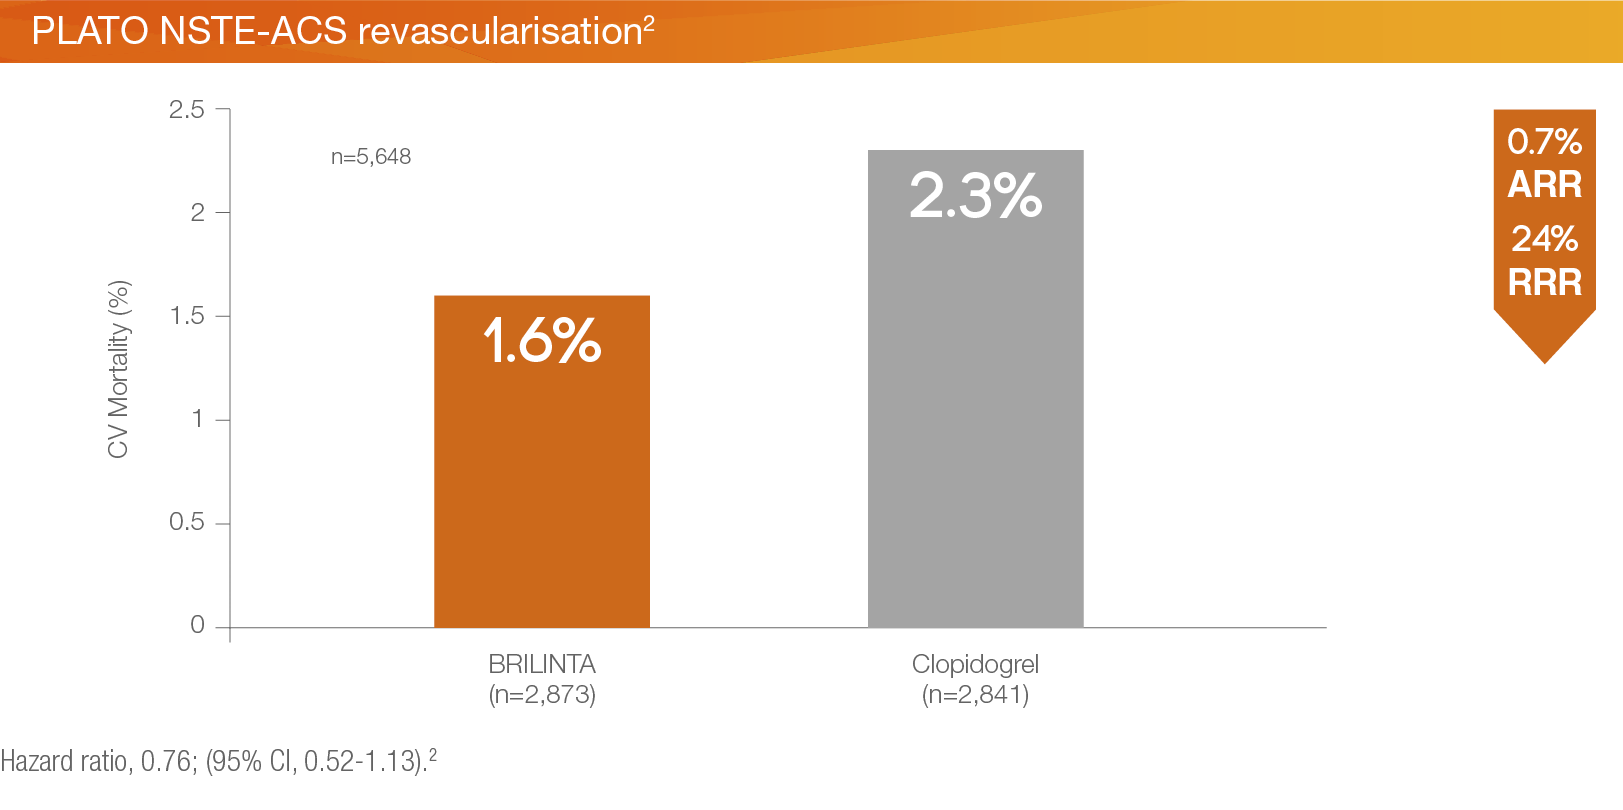 PLATO NSTE-ACS revascularisation²
2.5
2
1.5
1
0.5
0
CV Mortality (%)
n=5,648
1.6%
2.3%
BRILINTA
(n=2,873)
Clopidogrel
(n=2,841)
0.7%
ARR
24%
RRR
Hazard ratio, 0.76; (95% CI, 0.52-1.13).²